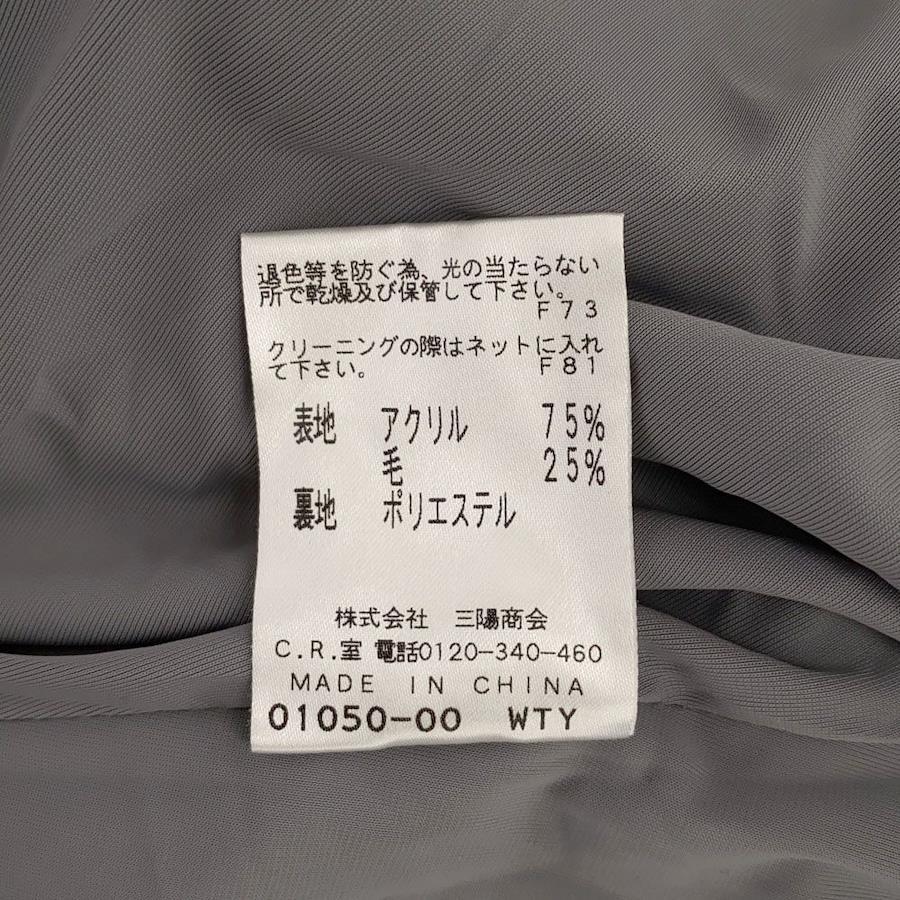 退色等を防ぐ為、光の当たらない
所で乾燥及び保管して下さい。
F73
クリーニングの際はネットに入れ
て下さい。 F81
表地 アクリル 75%
毛 25%
裏地 ポリエステル
株式会社 三陽商会
C.R.室 電話0120-340-460
MADE IN CHINA
01050-00 WTY